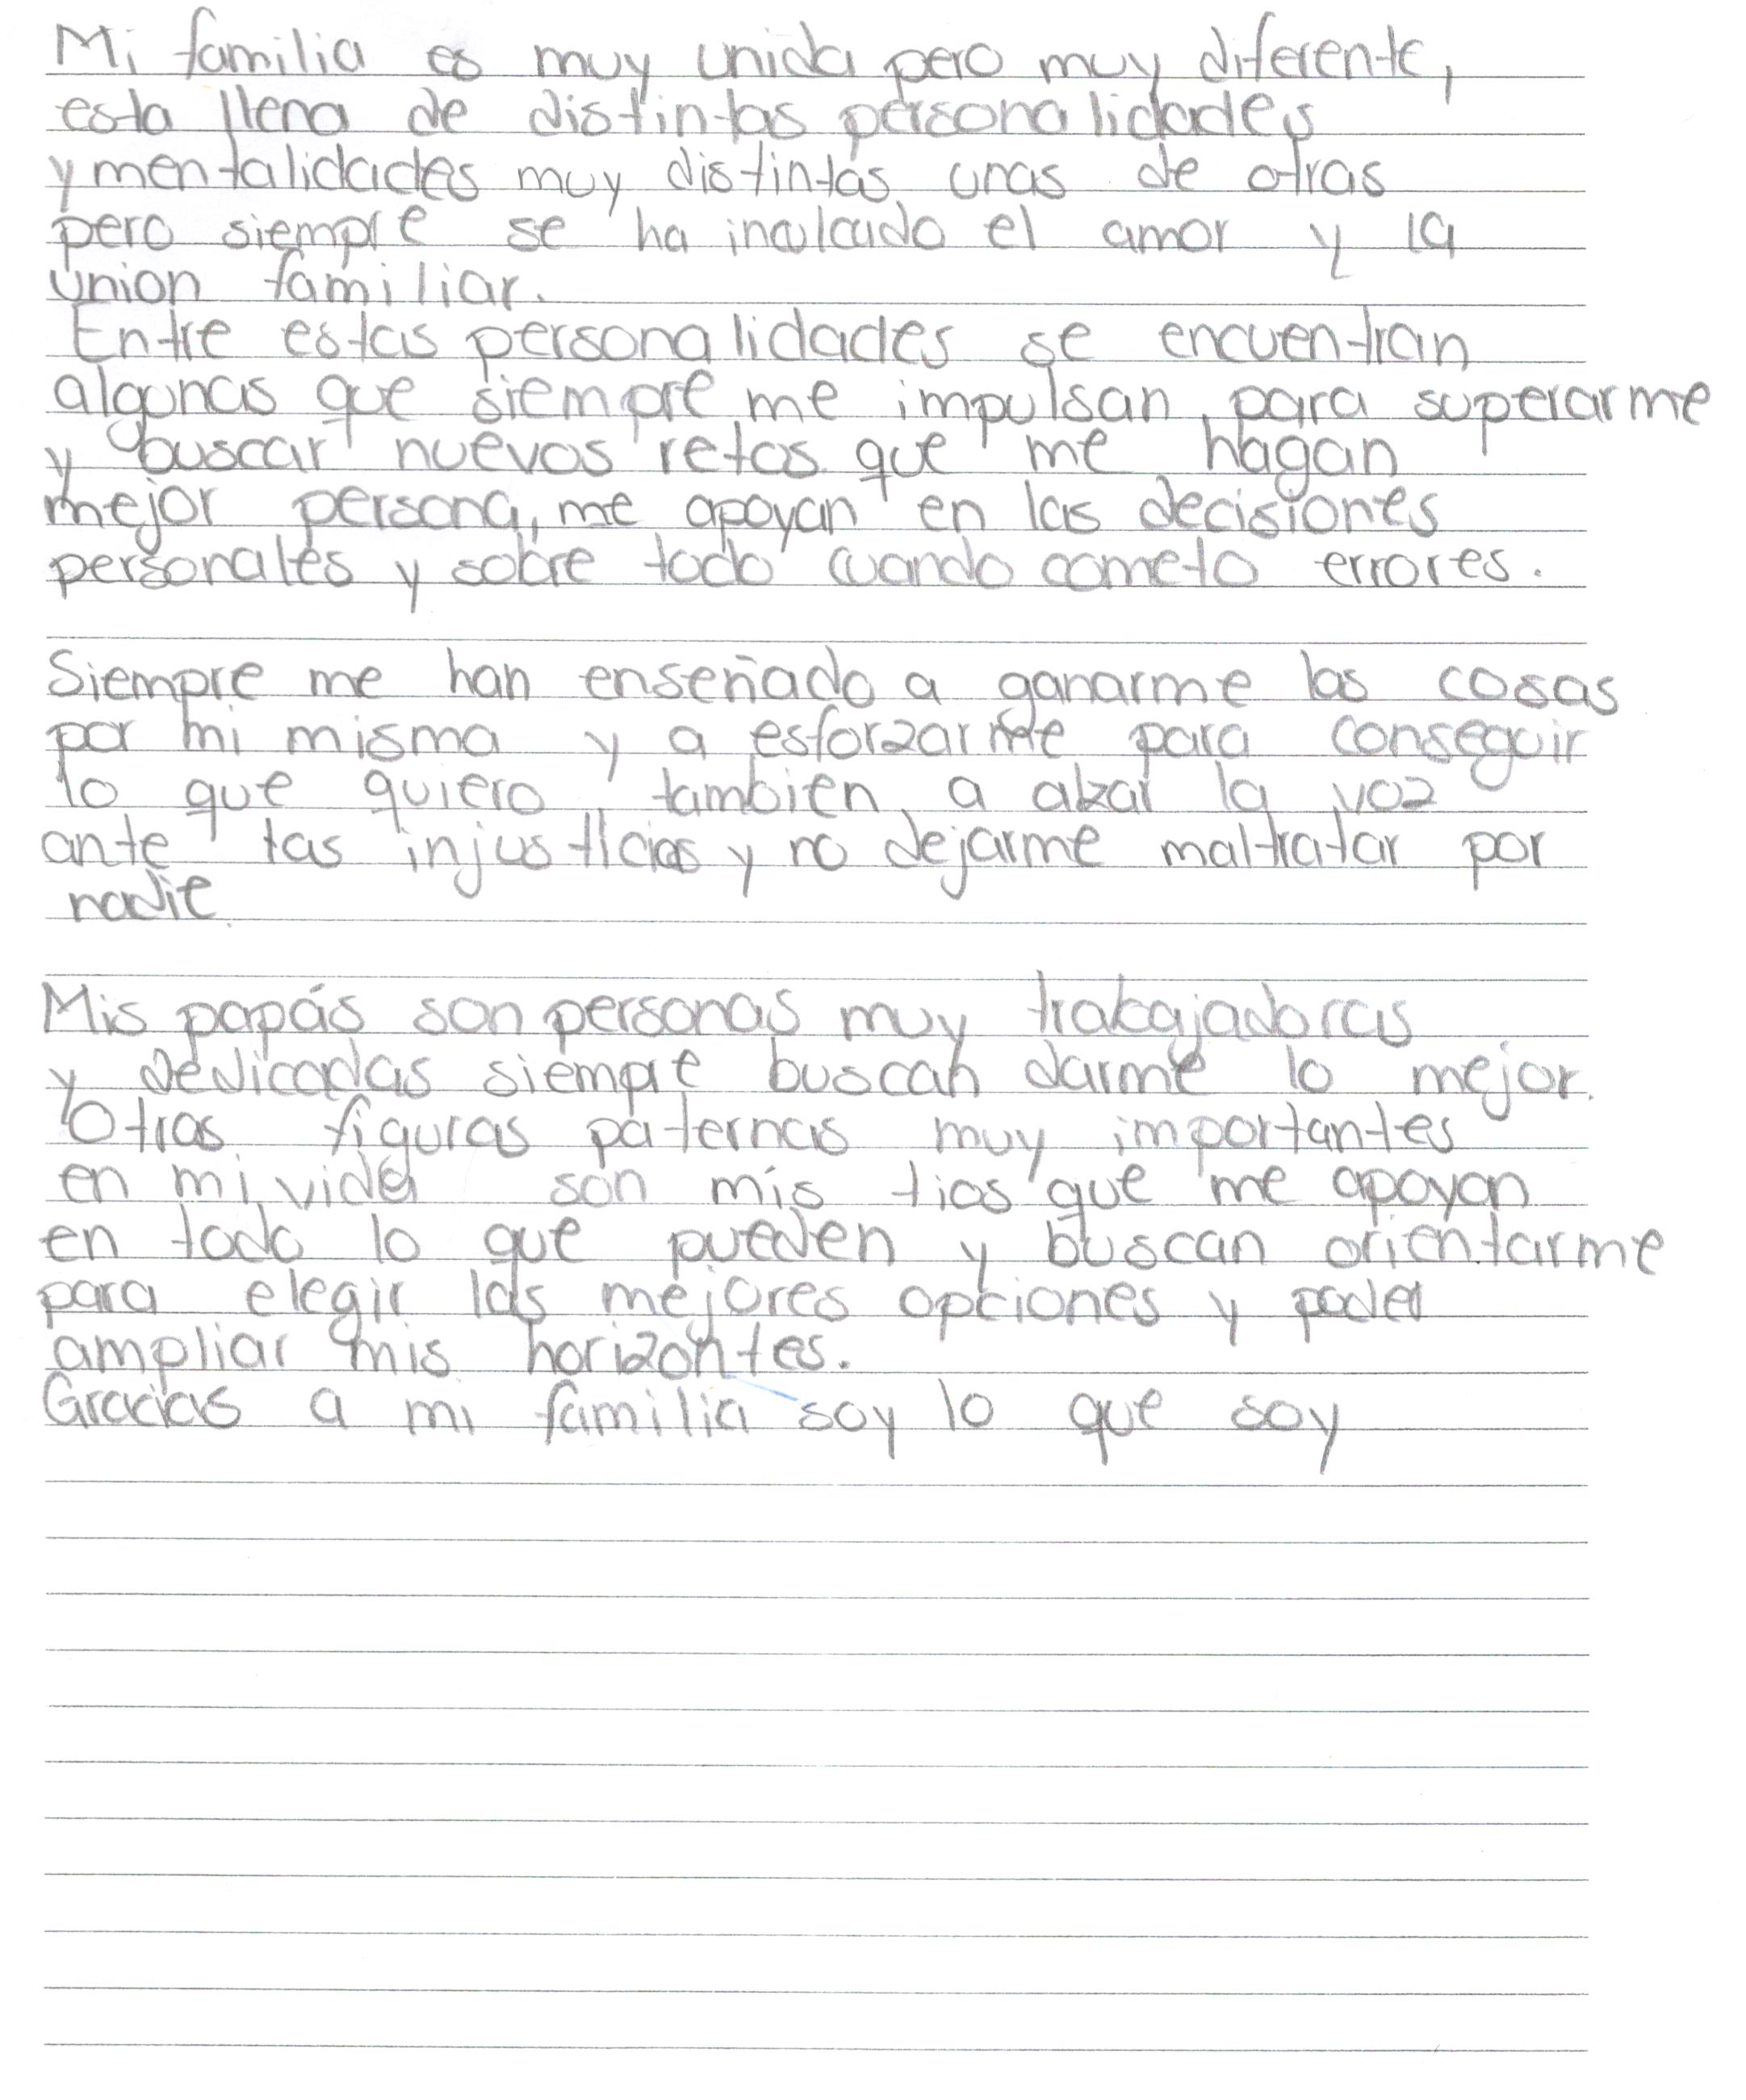 Mi familia es muy unida pero muy diferente,
esta llena de distintas personalidades
y mentalidades muy distintas unas de otras
pero siempre se ha inculcado el amor y la
union familiar.
Entre estas personalidades se encuentran
algunas que siempre me impulsan para superarme
y buscar nuevos retos que me hagan
mejor persona, me apoyan en las decisiones
personales y sobre todo cuando cometo errores.
Siempre me han enseñado a ganarme las cosas
por mi misma y a esforzarme para conseguir
lo que quiero, tambien a alzar la voz
ante las injusticias y no dejarme maltratar por
nadie.
Mis papás son personas muy trabajadoras
y dedicadas siempre buscan darme lo mejor.
Otras figuras paternas muy importantes
en mi vida son mis tios que me apoyan
en todo lo que pueden y buscan orientarme
para elegir las mejores opciones y poder
ampliar mis horizontes.
Gracias a mi familia soy lo que soy